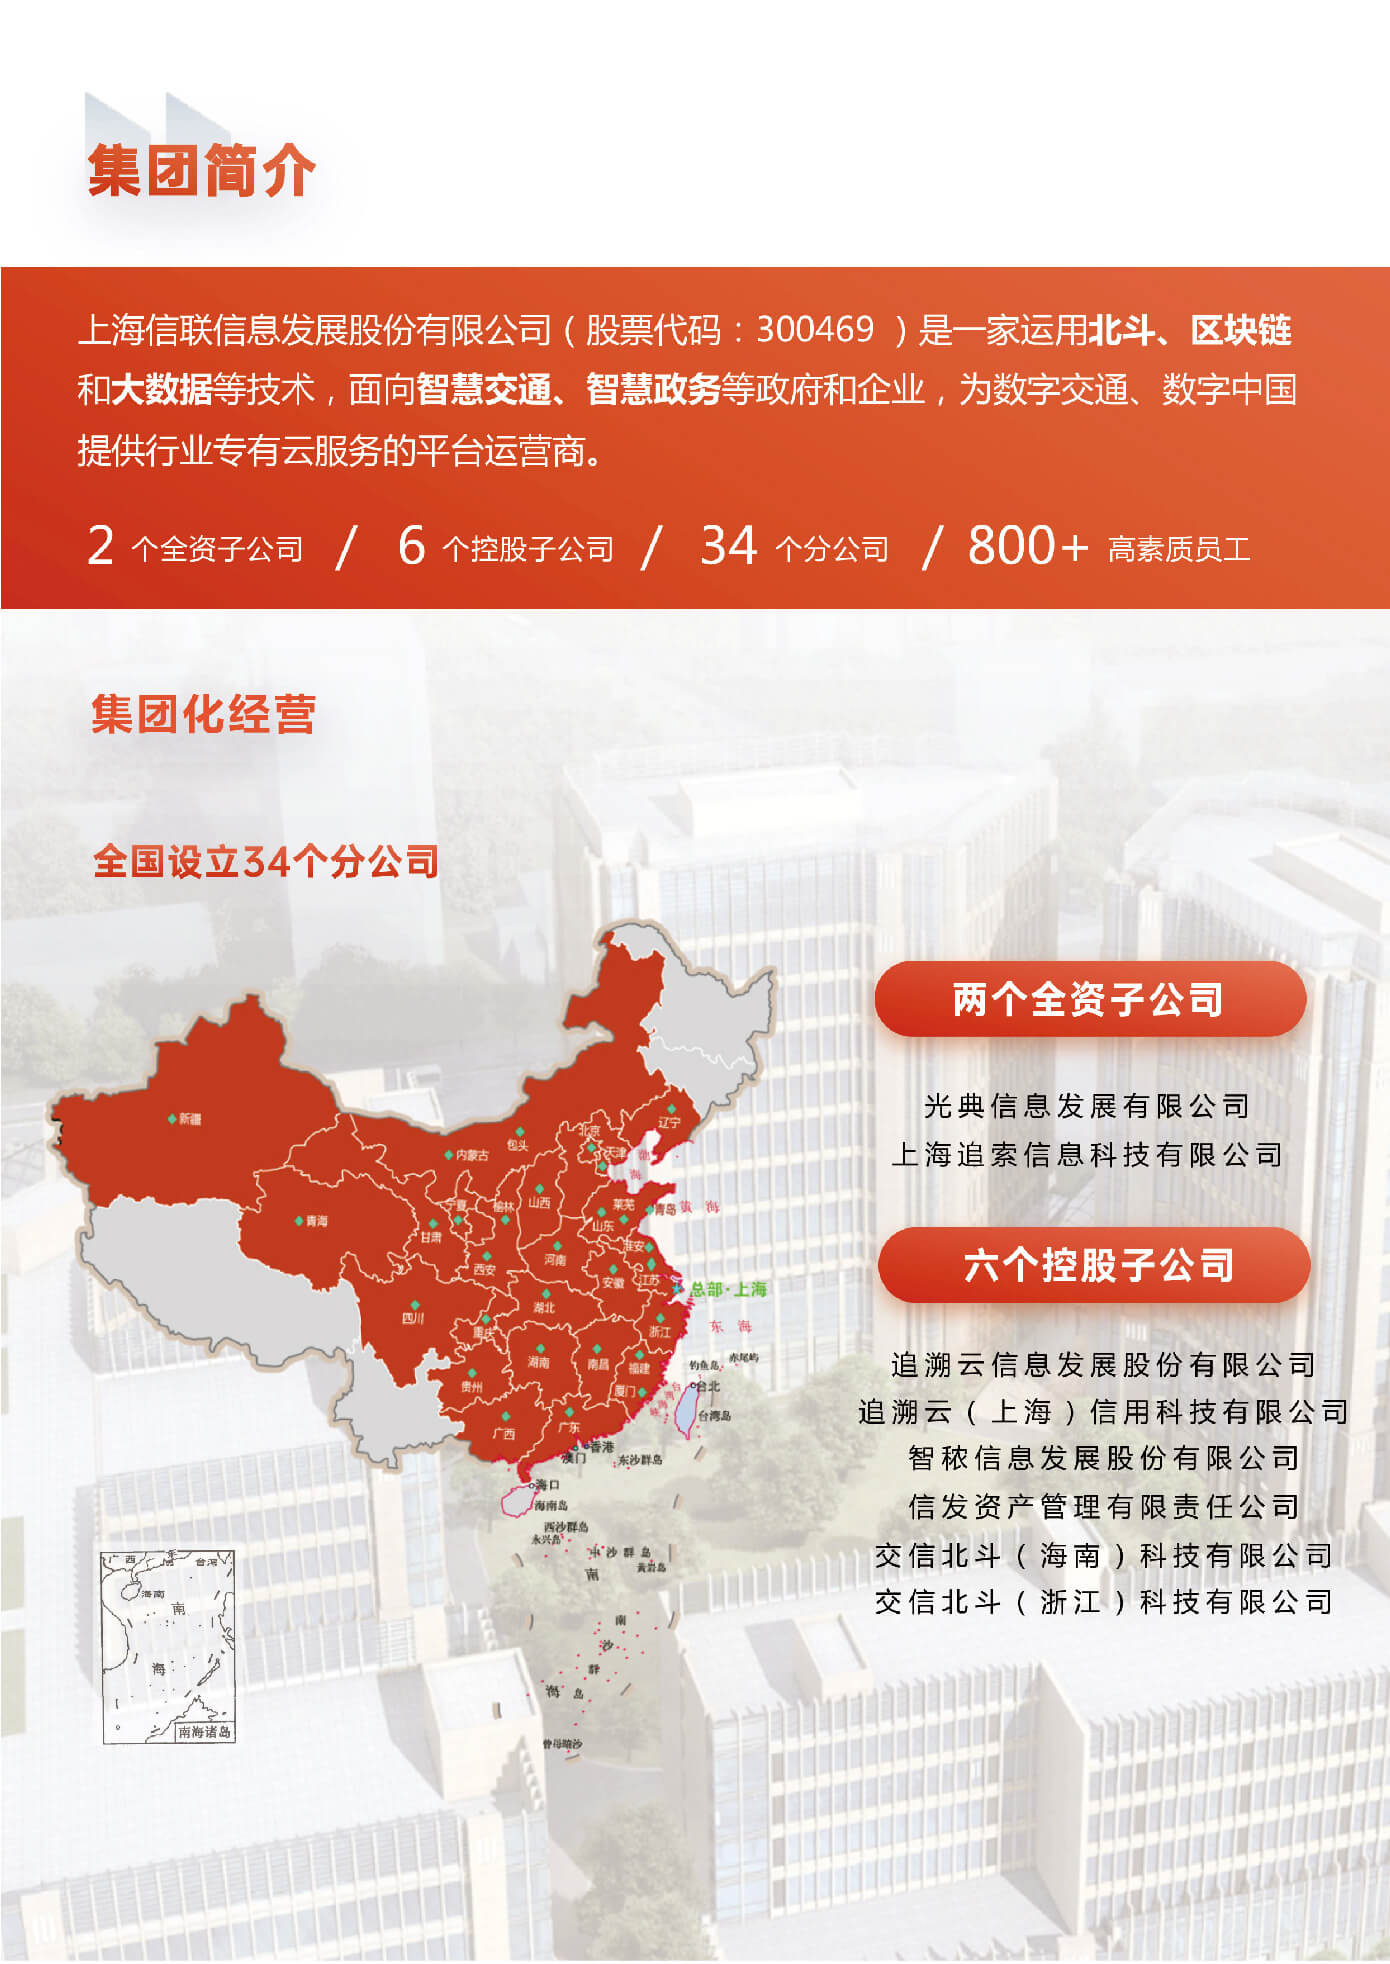 集团简介
上海信联信息发展股份有限公司（股票代码：300469 ）是一家运用北斗、区块链
和大数据等技术，面向智慧交通、智慧政务等政府和企业，为数字交通、数字中国
提供行业专有云服务的平台运营商。
2 个全资子公司 / 6 个控股子公司 / 34 个分公司 / 800+ 高素质员工
集团化经营
全国设立34个分公司
两个全资子公司
光典信息发展有限公司
上海追索信息科技有限公司
六个控股子公司
追溯云信息发展股份有限公司
追溯云（上海）信用科技有限公司
智秾信息发展股份有限公司
信发资产管理有限责任公司
交信北斗（海南）科技有限公司
交信北斗（浙江）科技有限公司
新疆
辽宁
北京
包头
天津
渤
内蒙古
海
宁夏
榆林
山西
莱芜
青岛
黄 海
青海
甘肃
山东
淮安
西安
河南
安徽
江苏
总部·上海
四川
湖北
重庆
浙江
东 海
湖南
南昌
福建
钓鱼岛
赤尾屿
贵州
厦门
台北
台湾海峡
台湾岛
广西
广东
香港
澳门
东沙群岛
海口
海南岛
西沙群岛
永兴岛
中沙群岛
黄岩岛
南
南
沙
群
海
岛
曾母暗沙
广西
广东
台湾
海南
南
海
南海诸岛